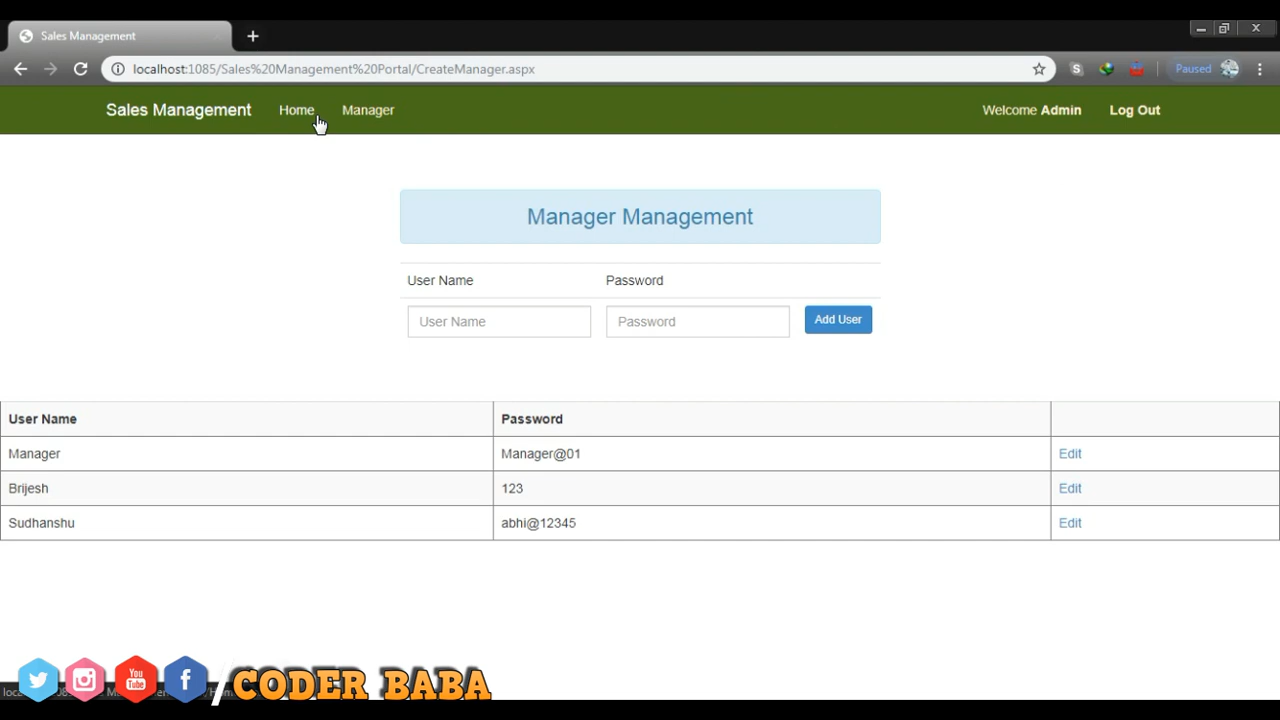 Sales Management
localhost:1085/Sales%20Management%20Portal/CreateManager.aspx
Paused
Sales Management Home Manager Welcome Admin Log Out
Manager Management
User Name Password
User Name Password Add User
User Name Password
Manager Manager@01 Edit
Brijesh 123 Edit
Sudhanshu abhi@12345 Edit
You Tube
/CODER BABA